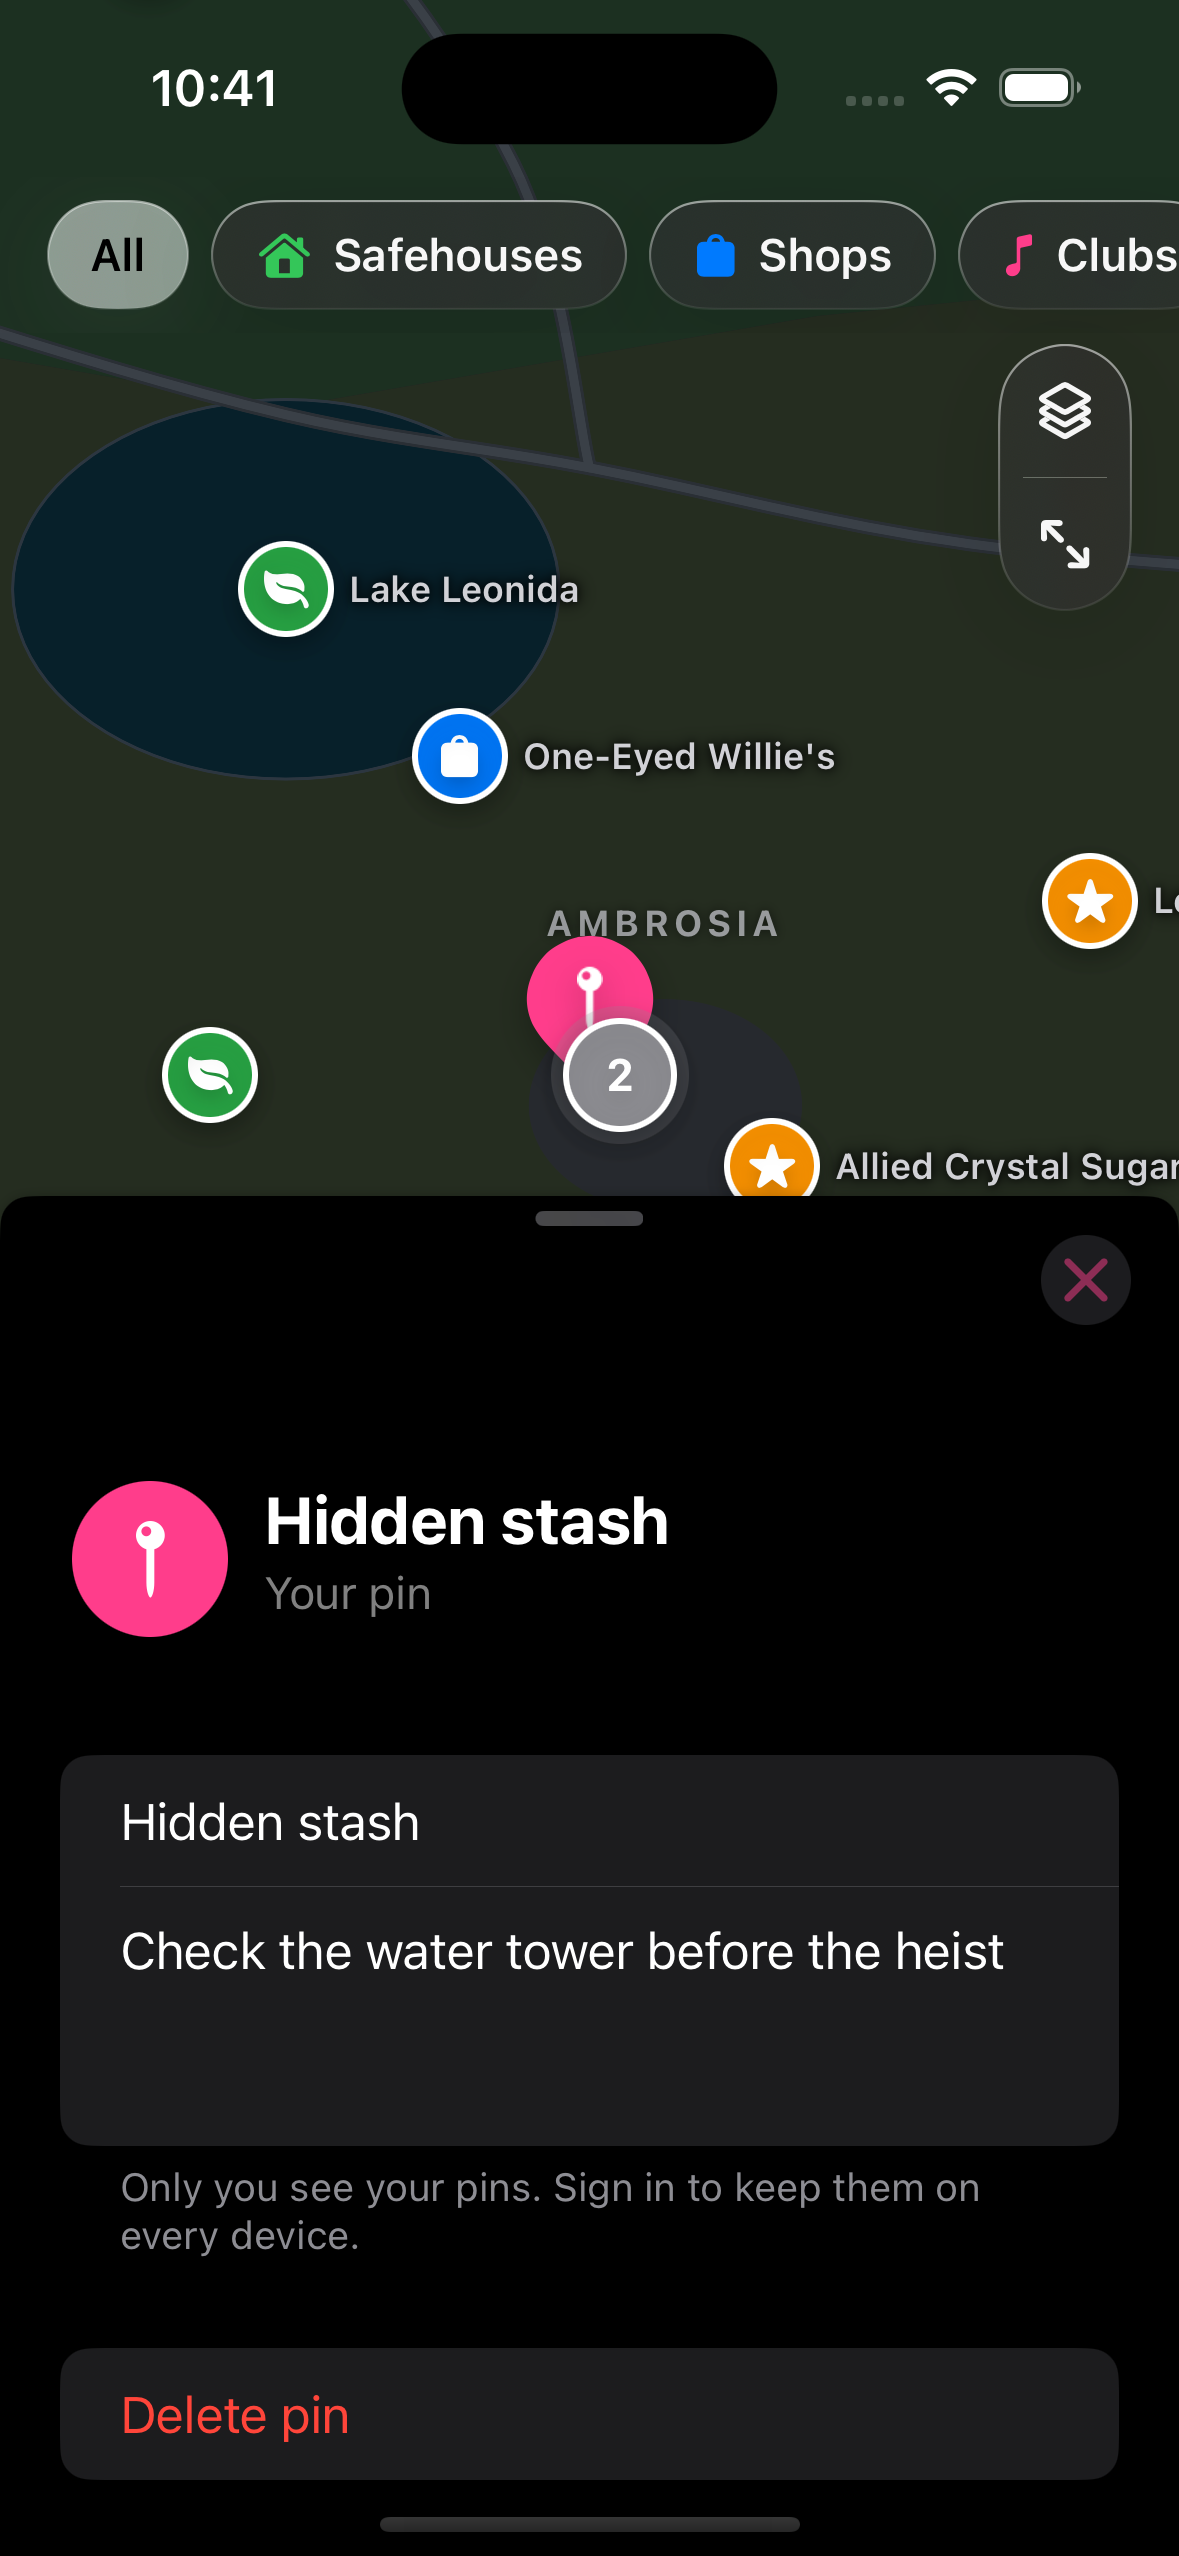 10:41
All
Safehouses
Shops
Clubs
Lake Leonida
One-Eyed Willie's
AMBROSIA
2
Allied Crystal Sugar
Hidden stash
Your pin
Hidden stash
Check the water tower before the heist
Only you see your pins. Sign in to keep them on
every device.
Delete pin